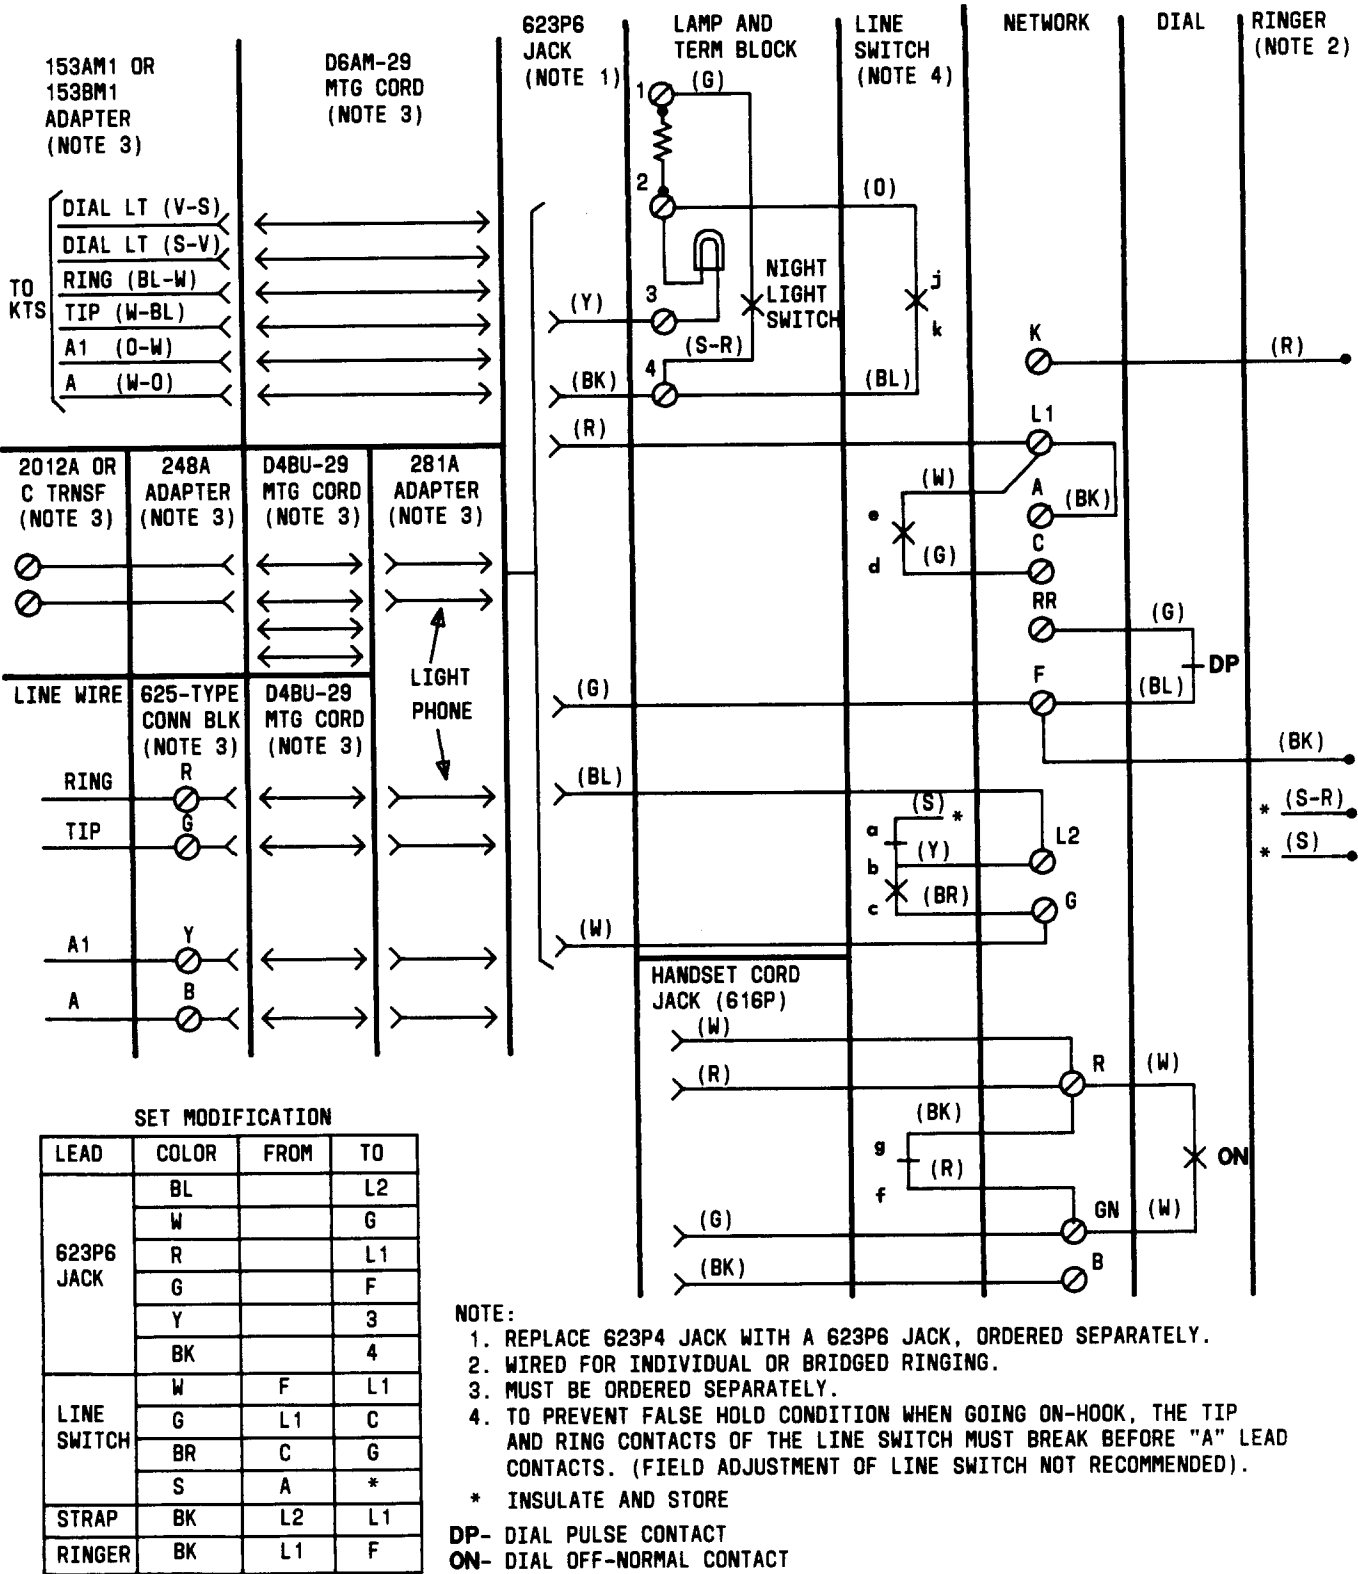 153AM1 OR
153BM1
ADAPTER
(NOTE 3)
D6AM-29
MTG CORD
(NOTE 3)
623P6
JACK
(NOTE 1)
LAMP AND
TERM BLOCK
LINE
SWITCH
(NOTE 4)
NETWORK
DIAL
RINGER
(NOTE 2)
TO
KTS
DIAL LT (V-S)
DIAL LT (S-V)
RING (BL-W)
TIP (W-BL)
A1 (O-W)
A (W-O)
1
(G)
2
(O)
NIGHT
LIGHT
SWITCH
j
k
(Y)
3
(S-R)
(BK)
4
(BL)
K
(R)
(R)
L1
(W)
A
(BK)
e
d
(G)
C
RR
(G)
DP
(BL)
(G)
F
(BK)
(BL)
(S) *
a
b
(Y)
L2
c
(BR)
G
(W)
* (S-R)
* (S)
2012A OR
C TRNSF
(NOTE 3)
248A
ADAPTER
(NOTE 3)
D4BU-29
MTG CORD
(NOTE 3)
281A
ADAPTER
(NOTE 3)
LIGHT
PHONE
LINE WIRE
625-TYPE
CONN BLK
(NOTE 3)
D4BU-29
MTG CORD
(NOTE 3)
RING
R
TIP
G
A1
Y
A
B
HANDSET CORD
JACK (616P)
(W)
(R)
R
(W)
(BK)
g
f
(R)
ON
(G)
GN
(W)
(BK)
B
SET MODIFICATION
LEAD COLOR FROM TO
623P6
JACK
BL L2
W G
R L1
G F
Y 3
BK 4
LINE
SWITCH
W F L1
G L1 C
BR C G
S A *
STRAP BK L2 L1
RINGER BK L1 F
NOTE:
1. REPLACE 623P4 JACK WITH A 623P6 JACK, ORDERED SEPARATELY.
2. WIRED FOR INDIVIDUAL OR BRIDGED RINGING.
3. MUST BE ORDERED SEPARATELY.
4. TO PREVENT FALSE HOLD CONDITION WHEN GOING ON-HOOK, THE TIP
AND RING CONTACTS OF THE LINE SWITCH MUST BREAK BEFORE "A" LEAD
CONTACTS. (FIELD ADJUSTMENT OF LINE SWITCH NOT RECOMMENDED).
* INSULATE AND STORE
DP- DIAL PULSE CONTACT
ON- DIAL OFF-NORMAL CONTACT